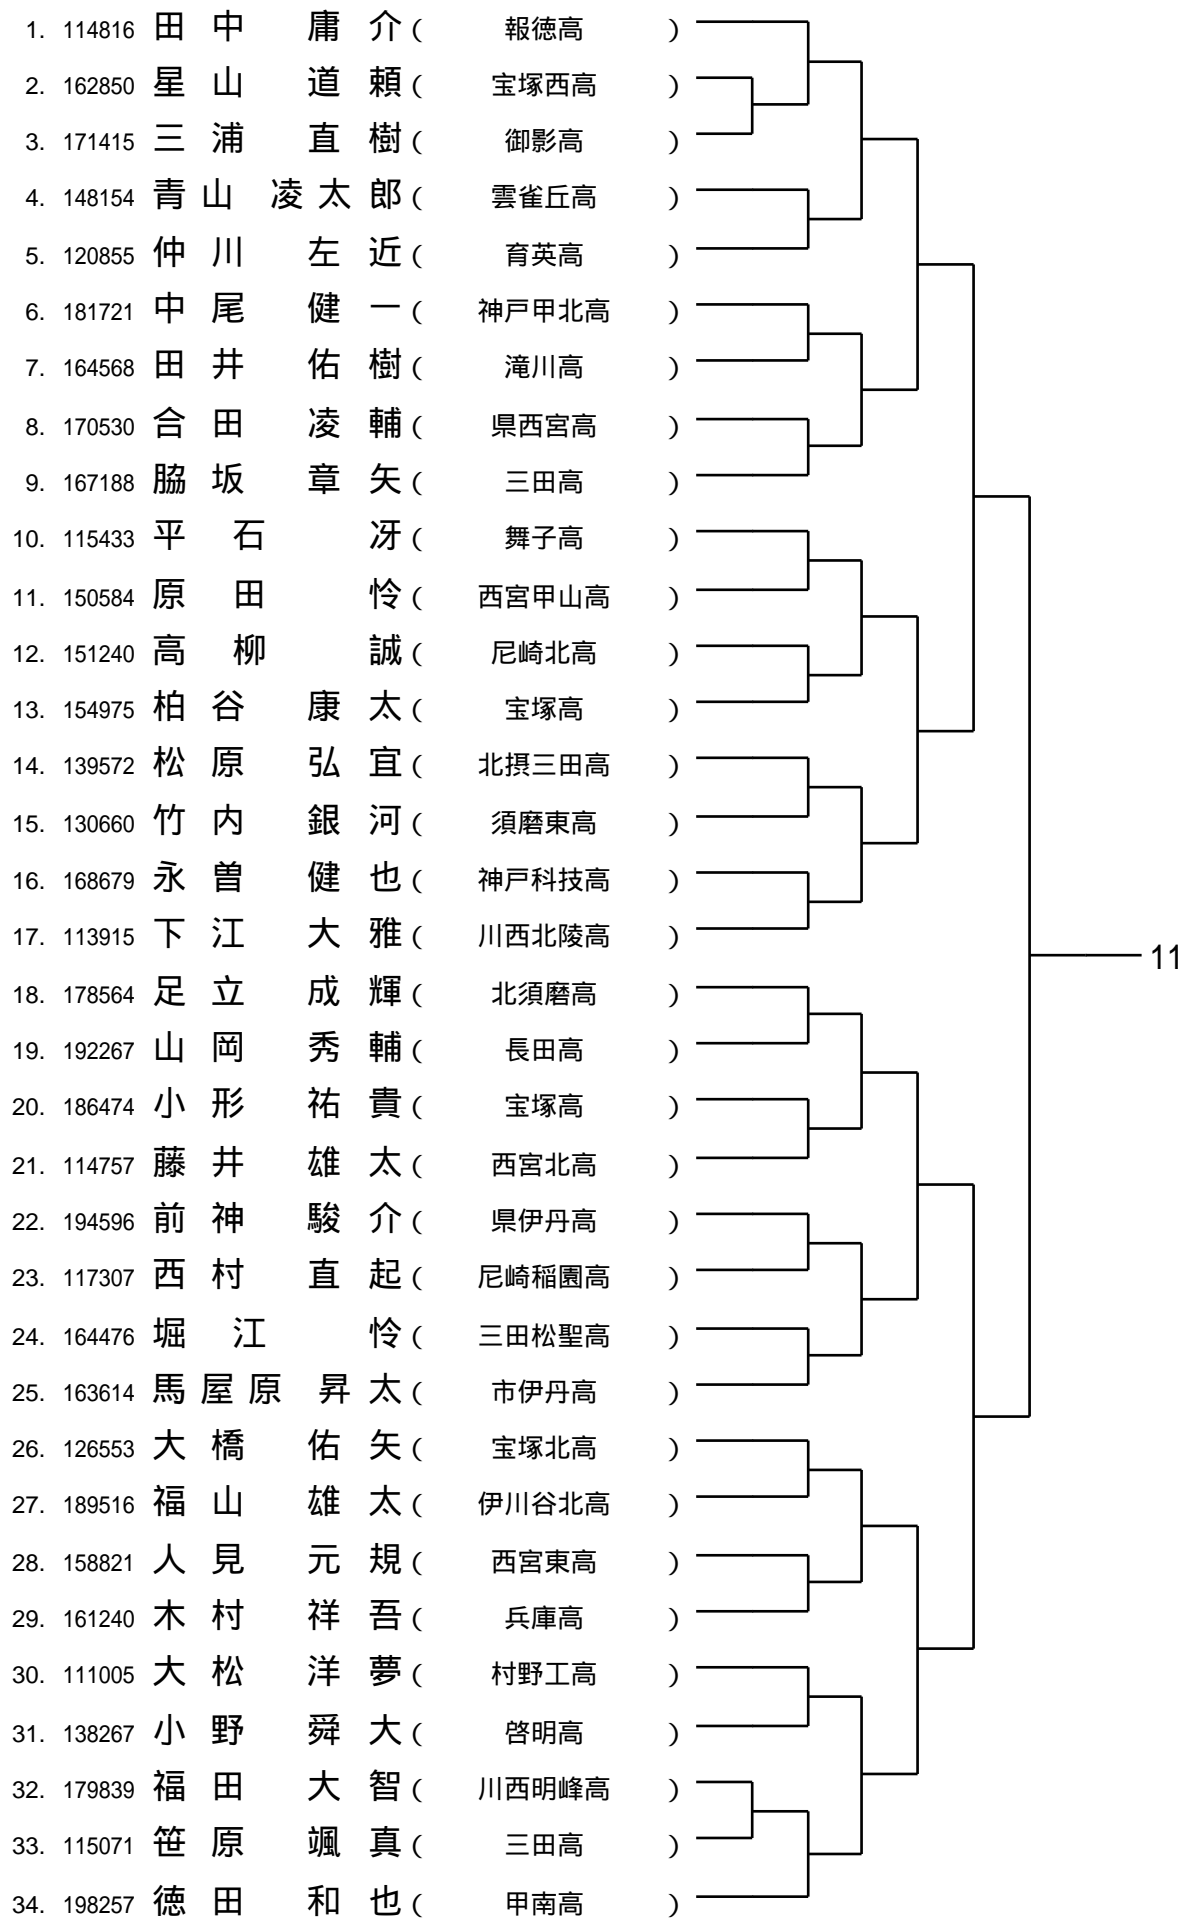 1. 114816 田中 庸介 ( 報徳高 )
2. 162850 星山 道頼 ( 宝塚西高 )
3. 171415 三浦 直樹 ( 御影高 )
4. 148154 青山 凌太郎 ( 雲雀丘高 )
5. 120855 仲川 左近 ( 育英高 )
6. 181721 中尾 健一 ( 神戸甲北高 )
7. 164568 田井 佑樹 ( 滝川高 )
8. 170530 合田 凌輔 ( 県西宮高 )
9. 167188 脇坂 章矢 ( 三田高 )
10. 115433 平石 冴 ( 舞子高 )
11. 150584 原田 怜 ( 西宮甲山高 )
12. 151240 高柳 誠 ( 尼崎北高 )
13. 154975 柏谷 康太 ( 宝塚高 )
14. 139572 松原 弘宜 ( 北摂三田高 )
15. 130660 竹内 銀河 ( 須磨東高 )
16. 168679 永曽 健也 ( 神戸科技高 )
17. 113915 下江 大雅 ( 川西北陵高 )
11
18. 178564 足立 成輝 ( 北須磨高 )
19. 192267 山岡 秀輔 ( 長田高 )
20. 186474 小形 祐貴 ( 宝塚高 )
21. 114757 藤井 雄太 ( 西宮北高 )
22. 194596 前神 駿介 ( 県伊丹高 )
23. 117307 西村 直起 ( 尼崎稲園高 )
24. 164476 堀江 怜 ( 三田松聖高 )
25. 163614 馬屋原 昇太 ( 市伊丹高 )
26. 126553 大橋 佑矢 ( 宝塚北高 )
27. 189516 福山 雄太 ( 伊川谷北高 )
28. 158821 人見 元規 ( 西宮東高 )
29. 161240 木村 祥吾 ( 兵庫高 )
30. 111005 大松 洋夢 ( 村野工高 )
31. 138267 小野 舜大 ( 啓明高 )
32. 179839 福田 大智 ( 川西明峰高 )
33. 115071 笹原 颯真 ( 三田高 )
34. 198257 徳田 和也 ( 甲南高 )